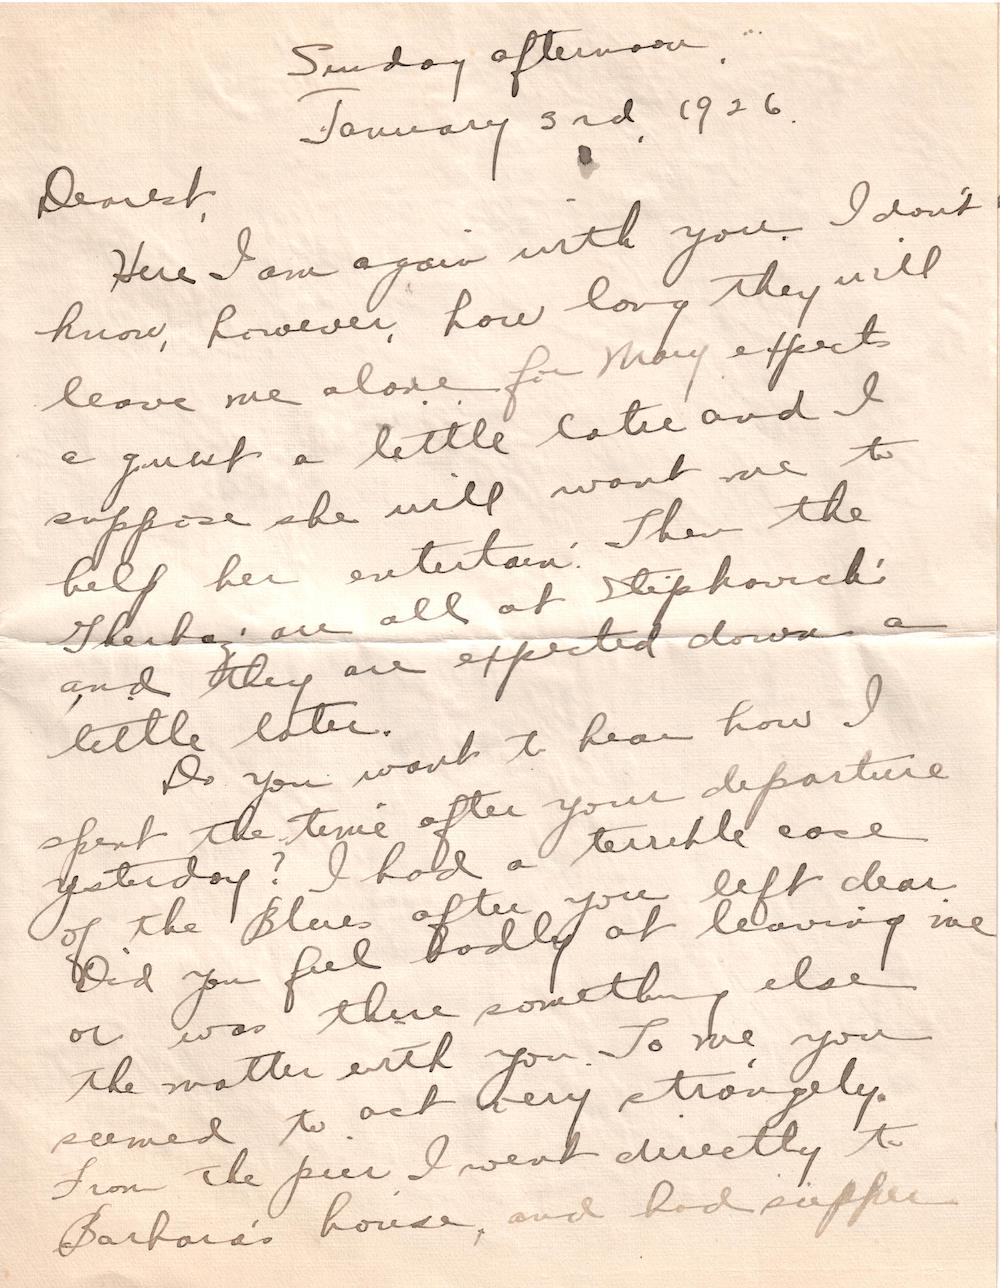 Sunday afternoon.
January 3rd, 1926.
Dearest,
Here I am again with you. I don't
know, however, how long they will
leave me alone for Mary expects
a guest a little later and I
suppose she will want me to
help her entertain. Then the
are all at
and they are expected down a
little later.
Do you want to hear how I
spent the time after your departure
yesterday? I had a terrible case
of the Blues after you left dear
Did you feel badly at leaving me
or was there something else
the matter with you. To me, you
seemed to act very strangely.
From the pier I went directly to
Barbara's house, and had supper